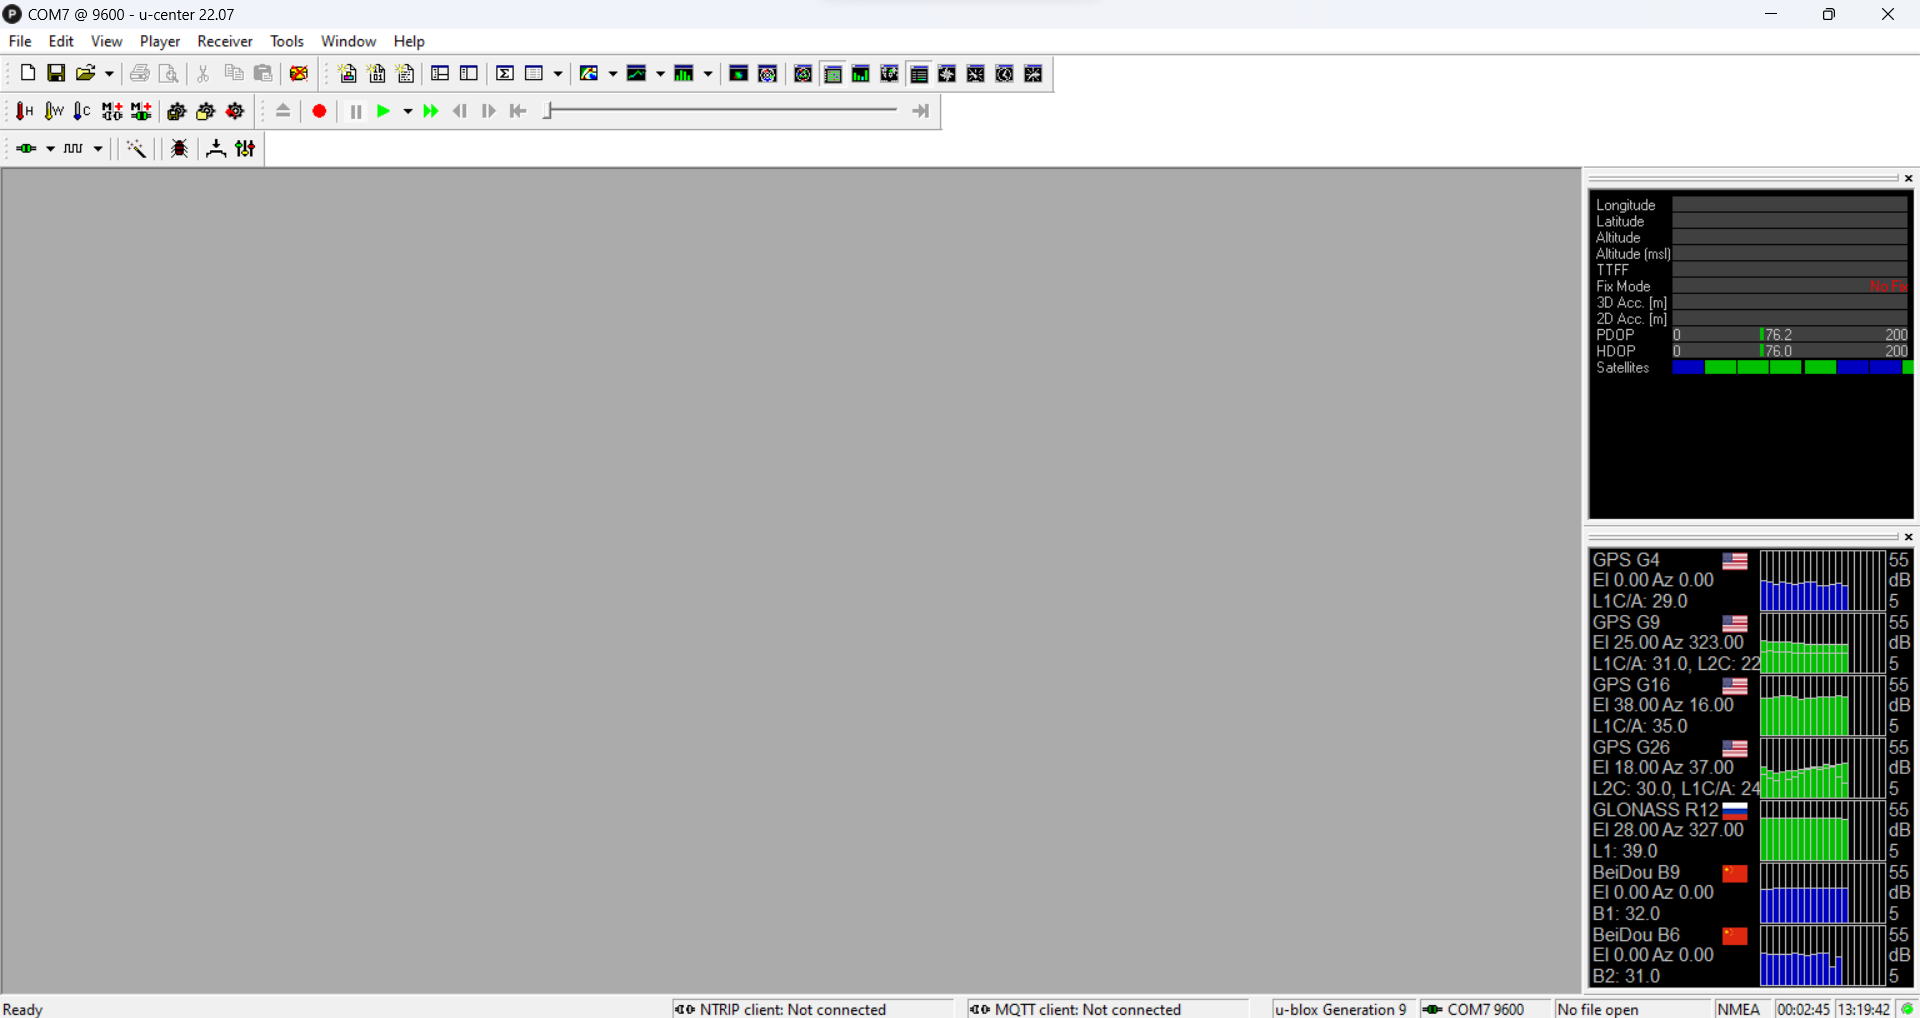 COM7 @ 9600 - u-center 22.07
File Edit View Player Receiver Tools Window Help
H W C
Longitude
Latitude
Altitude
Altitude (msl)
TTFF
Fix Mode No Fix
3D Acc. [m]
2D Acc. [m]
PDOP 0 76.2 200
HDOP 0 76.0 200
Satellites
GPS G4 55
El 0.00 Az 0.00 dB
L1C/A: 29.0 5
GPS G9 55
El 25.00 Az 323.00 dB
L1C/A: 31.0, L2C: 22 5
GPS G16 55
El 38.00 Az 16.00 dB
L1C/A: 35.0 5
GPS G26 55
El 18.00 Az 37.00 dB
L2C: 30.0, L1C/A: 24 5
GLONASS R12 55
El 28.00 Az 327.00 dB
L1: 39.0 5
BeiDou B9 55
El 0.00 Az 0.00 dB
B1: 32.0 5
BeiDou B6 55
El 0.00 Az 0.00 dB
B2: 31.0 5
Ready NTRIP client: Not connected MQTT client: Not connected u-blox Generation 9 COM7 9600 No file open NMEA 00:02:45 13:19:42